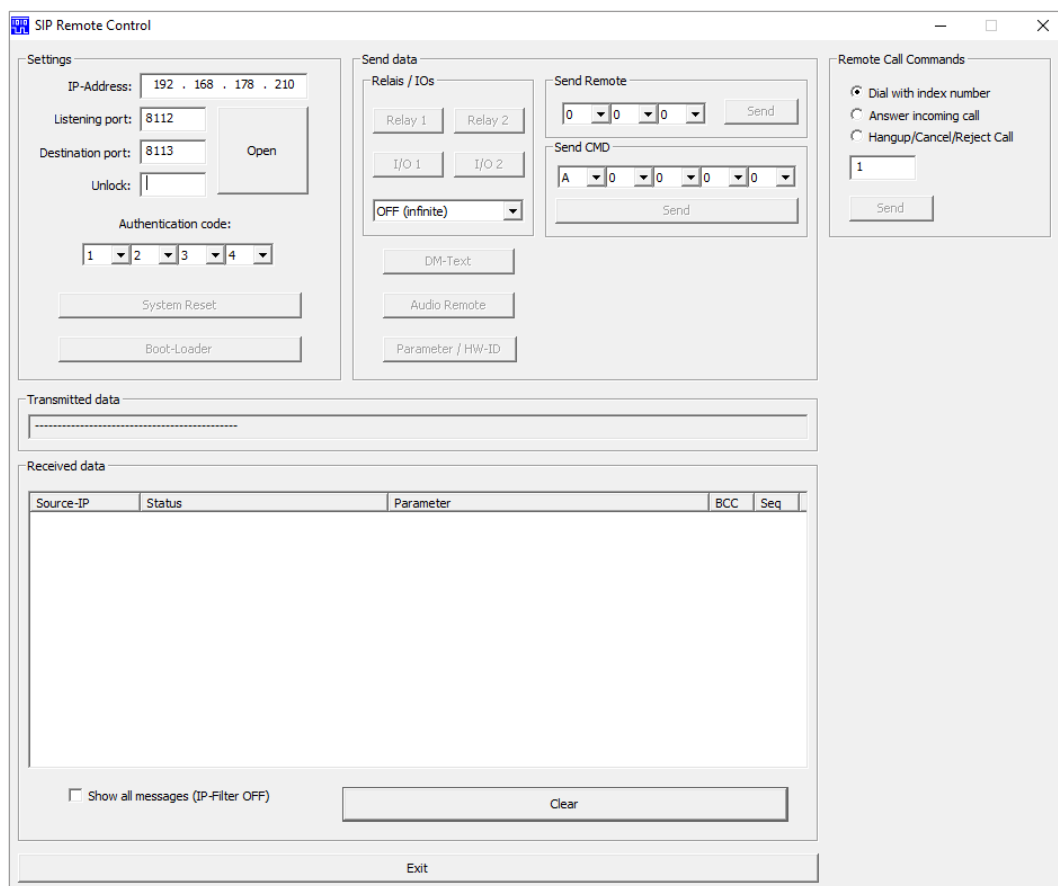 SIP Remote Control
Settings
IP-Address: 192 . 168 . 178 . 210
Listening port: 8112
Destination port: 8113
Open
Unlock:
Authentication code:
1 2 3 4
System Reset
Boot-Loader
Send data
Relais / IOs
Relay 1 Relay 2
I/O 1 I/O 2
OFF (infinite)
DM-Text
Audio Remote
Parameter / HW-ID
Send Remote
0 0 0 Send
Send CMD
A 0 0 0 0
Send
Remote Call Commands
Dial with index number
Answer incoming call
Hangup/Cancel/Reject Call
1
Send
Transmitted data
---------------------------------------------
Received data
Source-IP Status Parameter BCC Seq
Show all messages (IP-Filter OFF)
Clear
Exit